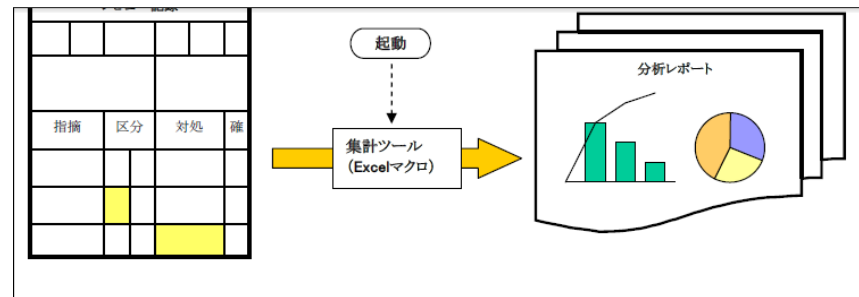 起動
分析レポート
指摘 区分 対処 確
集計ツール
(Excelマクロ)